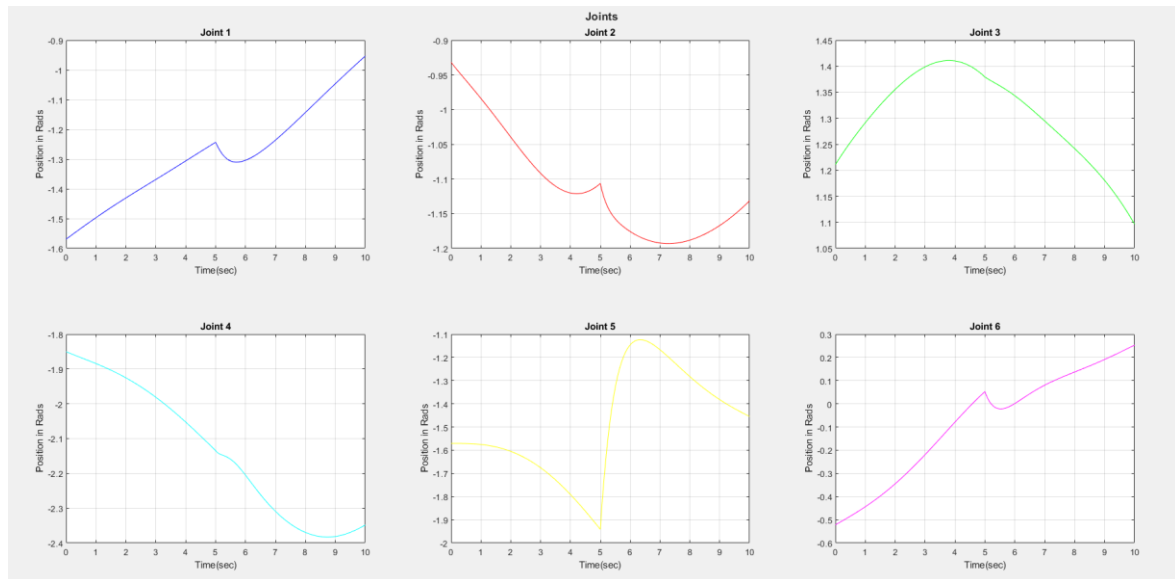 Joints
Joint 1
Joint 2
Joint 3
-0.9
-1
-1.1
-1.2
-1.3
-1.4
-1.5
-1.6
Position in Rads
0 1 2 3 4 5 6 7 8 9 10
Time(sec)
-0.9
-0.95
-1
-1.05
-1.1
-1.15
-1.2
Position in Rads
0 1 2 3 4 5 6 7 8 9 10
Time(sec)
1.45
1.4
1.35
1.3
1.25
1.2
1.15
1.1
1.05
Position in Rads
0 1 2 3 4 5 6 7 8 9 10
Time(sec)
Joint 4
Joint 5
Joint 6
-1.8
-1.9
-2
-2.1
-2.2
-2.3
-2.4
Position in Rads
0 1 2 3 4 5 6 7 8 9 10
Time(sec)
-1.1
-1.2
-1.3
-1.4
-1.5
-1.6
-1.7
-1.8
-1.9
-2
Position in Rads
0 1 2 3 4 5 6 7 8 9 10
Time(sec)
0.3
0.2
0.1
0
-0.1
-0.2
-0.3
-0.4
-0.5
-0.6
Position in Rads
0 1 2 3 4 5 6 7 8 9 10
Time(sec)